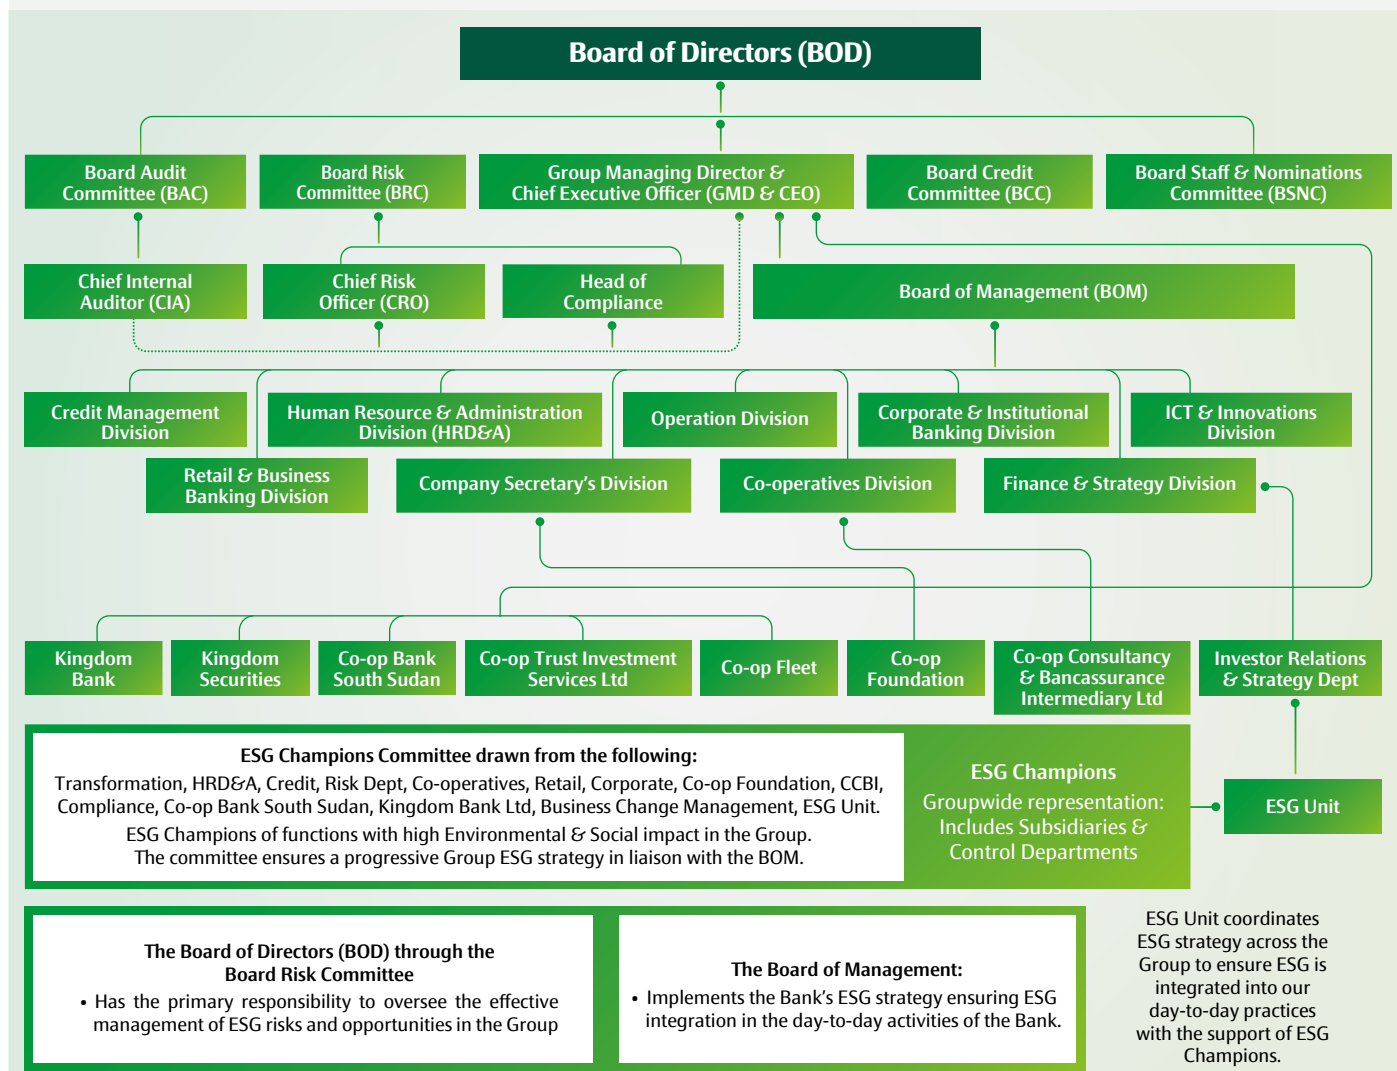 Board of Directors (BOD)
Board Audit
Committee (BAC)
Board Risk
Committee (BRC)
Group Managing Director &
Chief Executive Officer (GMD & CEO)
Board Credit
Committee (BCC)
Board Staff & Nominations
Committee (BSNC)
Chief Internal
Auditor (CIA)
Chief Risk
Officer (CRO)
Head of
Compliance
Board of Management (BOM)
Credit Management
Division
Human Resource & Administration
Division (HRD&A)
Operation Division
Corporate & Institutional
Banking Division
ICT & Innovations
Division
Retail & Business
Banking Division
Company Secretary's Division
Co-operatives Division
Finance & Strategy Division
Kingdom
Bank
Kingdom
Securities
Co-op Bank
South Sudan
Co-op Trust Investment
Services Ltd
Co-op Fleet
Co-op
Foundation
Co-op Consultancy
& Bancassurance
Intermediary Ltd
Investor Relations
& Strategy Dept
ESG Champions Committee drawn from the following:
Transformation, HRD&A, Credit, Risk Dept, Co-operatives, Retail, Corporate, Co-op Foundation, CCBI,
Compliance, Co-op Bank South Sudan, Kingdom Bank Ltd, Business Change Management, ESG Unit.
ESG Champions of functions with high Environmental & Social impact in the Group.
The committee ensures a progressive Group ESG strategy in liaison with the BOM.
ESG Champions
Groupwide representation:
Includes Subsidiaries &
Control Departments
ESG Unit
The Board of Directors (BOD) through the
Board Risk Committee
• Has the primary responsibility to oversee the effective
management of ESG risks and opportunities in the Group
The Board of Management:
• Implements the Bank's ESG strategy ensuring ESG
integration in the day-to-day activities of the Bank.
ESG Unit coordinates
ESG strategy across the
Group to ensure ESG is
integrated into our
day-to-day practices
with the support of ESG
Champions.